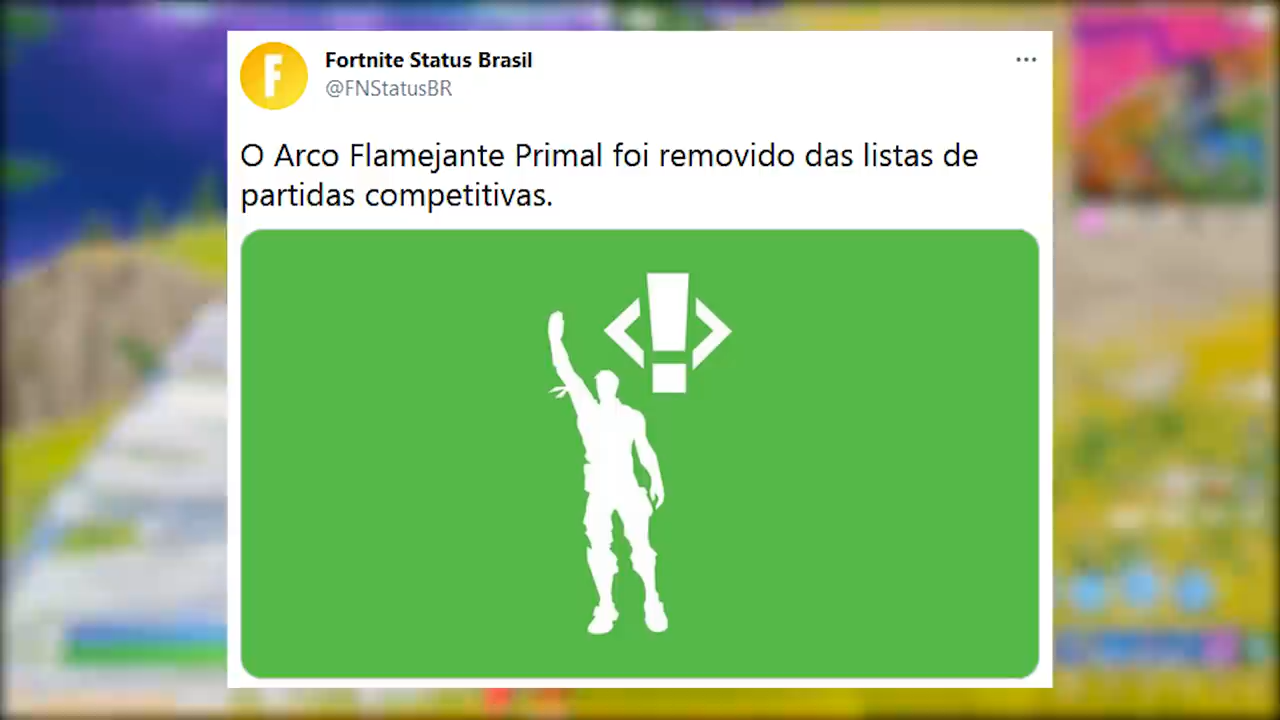 F
Fortnite Status Brasil
@FNStatusBR
O Arco Flamejante Primal foi removido das listas de
partidas competitivas.
<!>